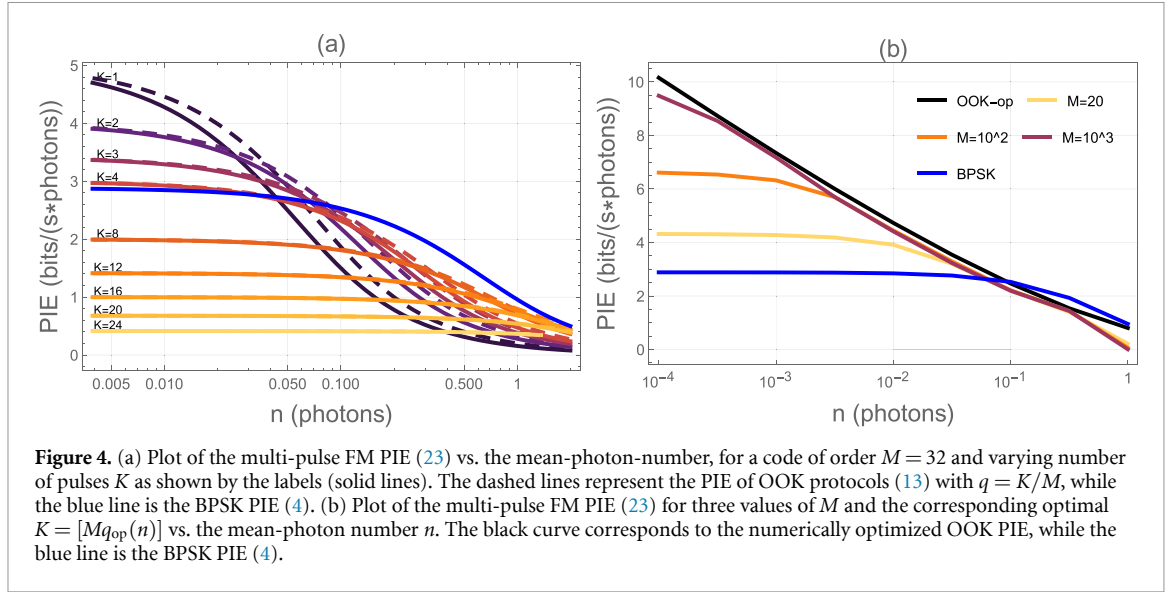 (a)
PIE (bits/(s*photons))
5
4
3
2
1
0
K=1
K=2
K=3
K=4
K=8
K=12
K=16
K=20
K=24
0.005
0.010
0.050
0.100
0.500
1
n (photons)
(b)
PIE (bits/(s*photons))
10
8
6
4
2
0
OOK-op
M=20
M=10^2
M=10^3
BPSK
10⁻⁴
10⁻³
10⁻²
10⁻¹
1
n (photons)
Figure 4. (a) Plot of the multi-pulse FM PIE (23) vs. the mean-photon-number, for a code of order M = 32 and varying number
of pulses K as shown by the labels (solid lines). The dashed lines represent the PIE of OOK protocols (13) with q = K/M, while
the blue line is the BPSK PIE (4). (b) Plot of the multi-pulse FM PIE (23) for three values of M and the corresponding optimal
K = [Mqop(n)] vs. the mean-photon number n. The black curve corresponds to the numerically optimized OOK PIE, while the
blue line is the BPSK PIE (4).